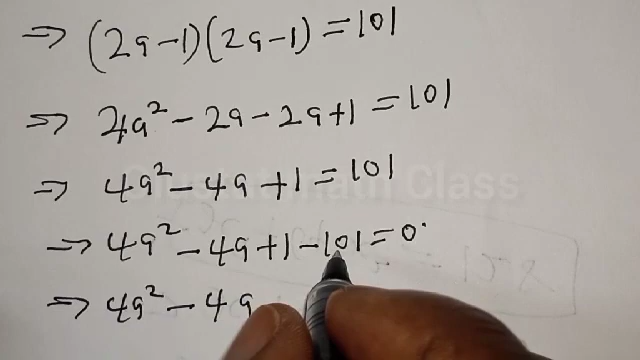 ⇒ (2a-1)(2a-1) = 101
⇒ 4a² - 2a - 2a + 1 = 101
⇒ 4a² - 4a + 1 = 101
⇒ 4a² - 4a + 1 - 101 = 0
⇒ 4a² - 4a